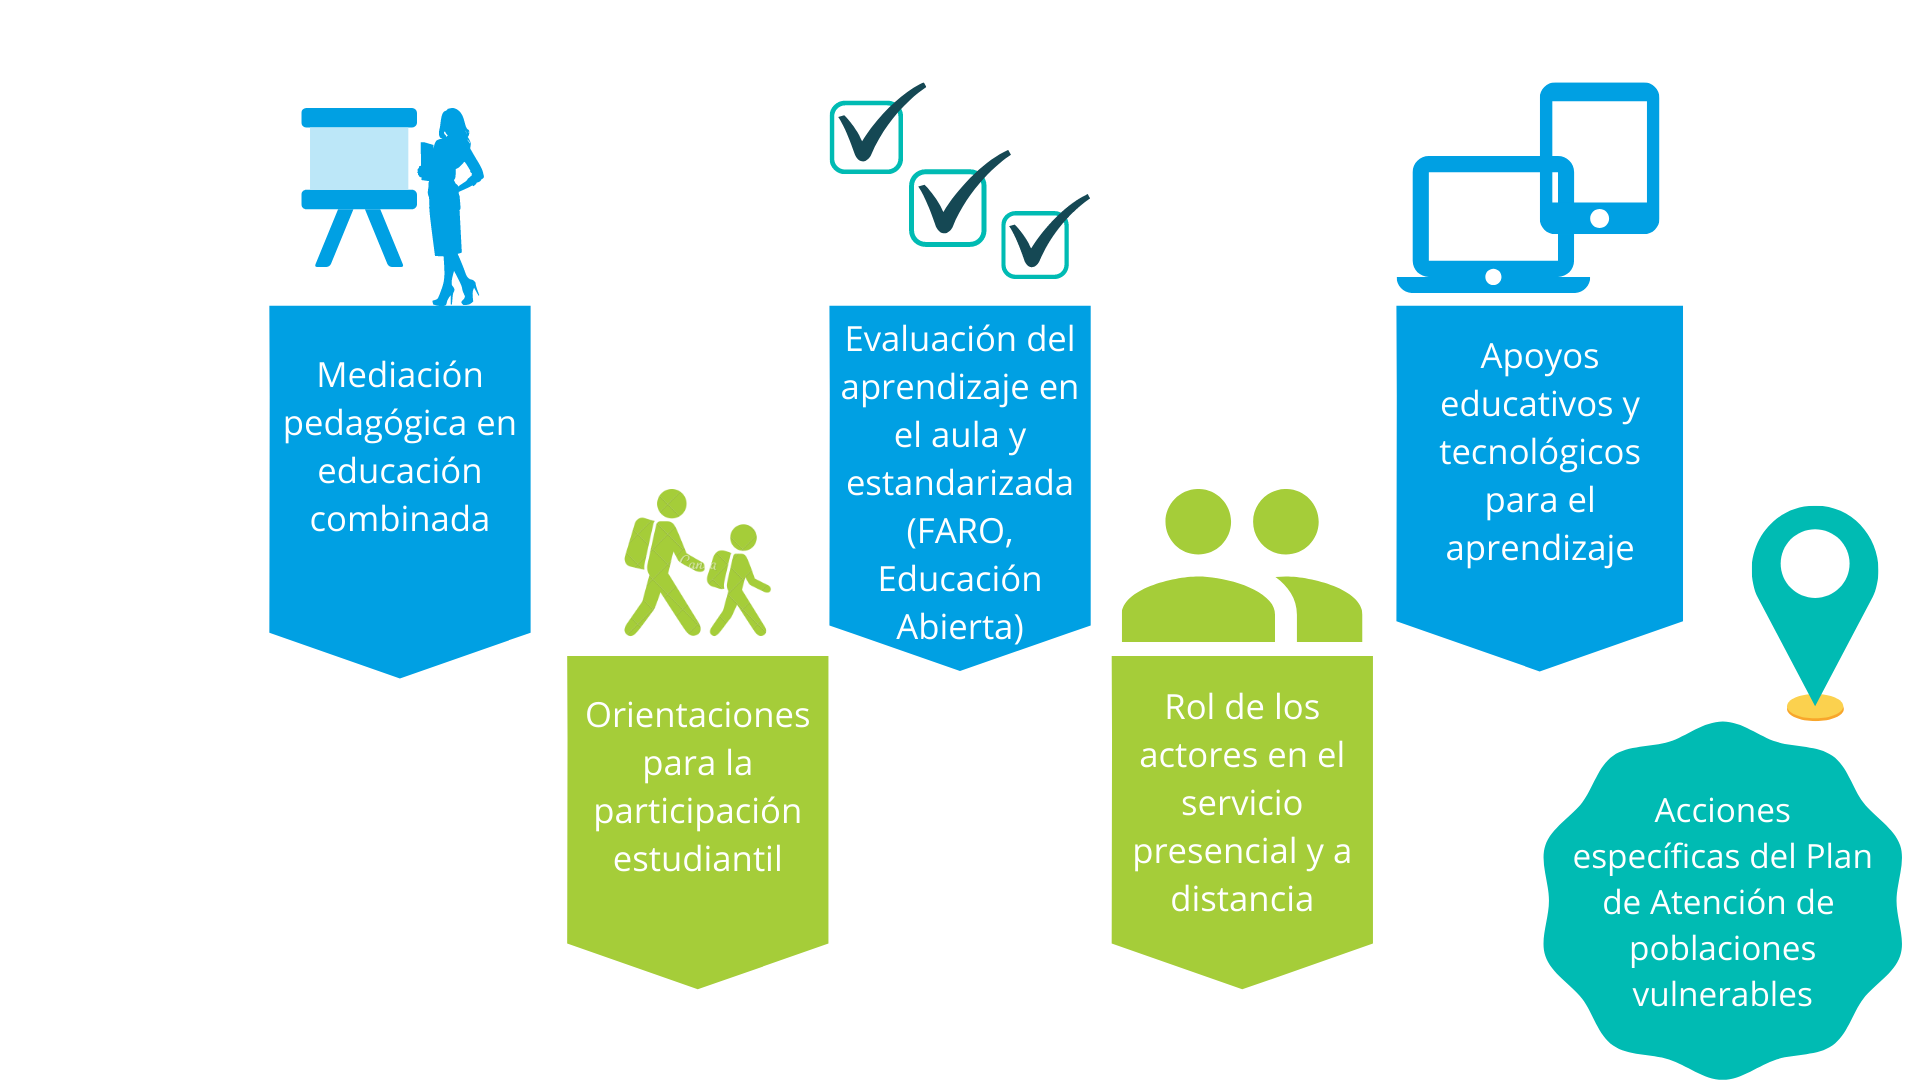 Mediación
pedagógica en
educación
combinada
Orientaciones
para la
participación
estudiantil
Evaluación del
aprendizaje en
el aula y
estandarizada
(FARO,
Educación
Abierta)
Rol de los
actores en el
servicio
presencial y a
distancia
Apoyos
educativos y
tecnológicos
para el
aprendizaje
Acciones
específicas del Plan
de Atención de
poblaciones
vulnerables
Canva